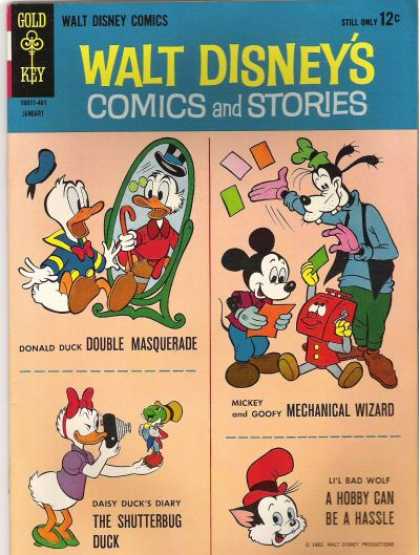 GOLD
KEY
WALT DISNEY COMICS
STILL ONLY 12c
WALT DISNEY'S
COMICS and STORIES
JANUARY
DONALD DUCK DOUBLE MASQUERADE
MICKEY
and GOOFY MECHANICAL WIZARD
DAISY DUCK'S DIARY
THE SHUTTERBUG
DUCK
LI'L BAD WOLF
A HOBBY CAN
BE A HASSLE
WALT DISNEY PRODUCTIONS